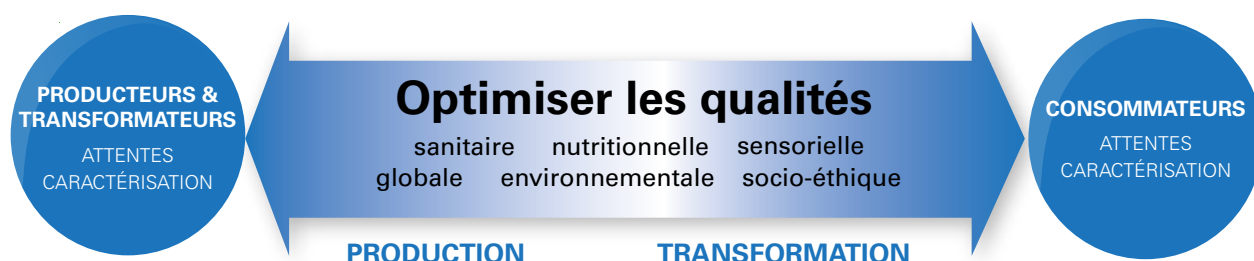 PRODUCTEURS &
TRANSFORMATEURS
ATTENTES
CARACTÉRISATION
Optimiser les qualités
sanitaire nutritionnelle sensorielle
globale environnementale socio-éthique
CONSOMMATEURS
ATTENTES
CARACTÉRISATION
PRODUCTION TRANSFORMATION